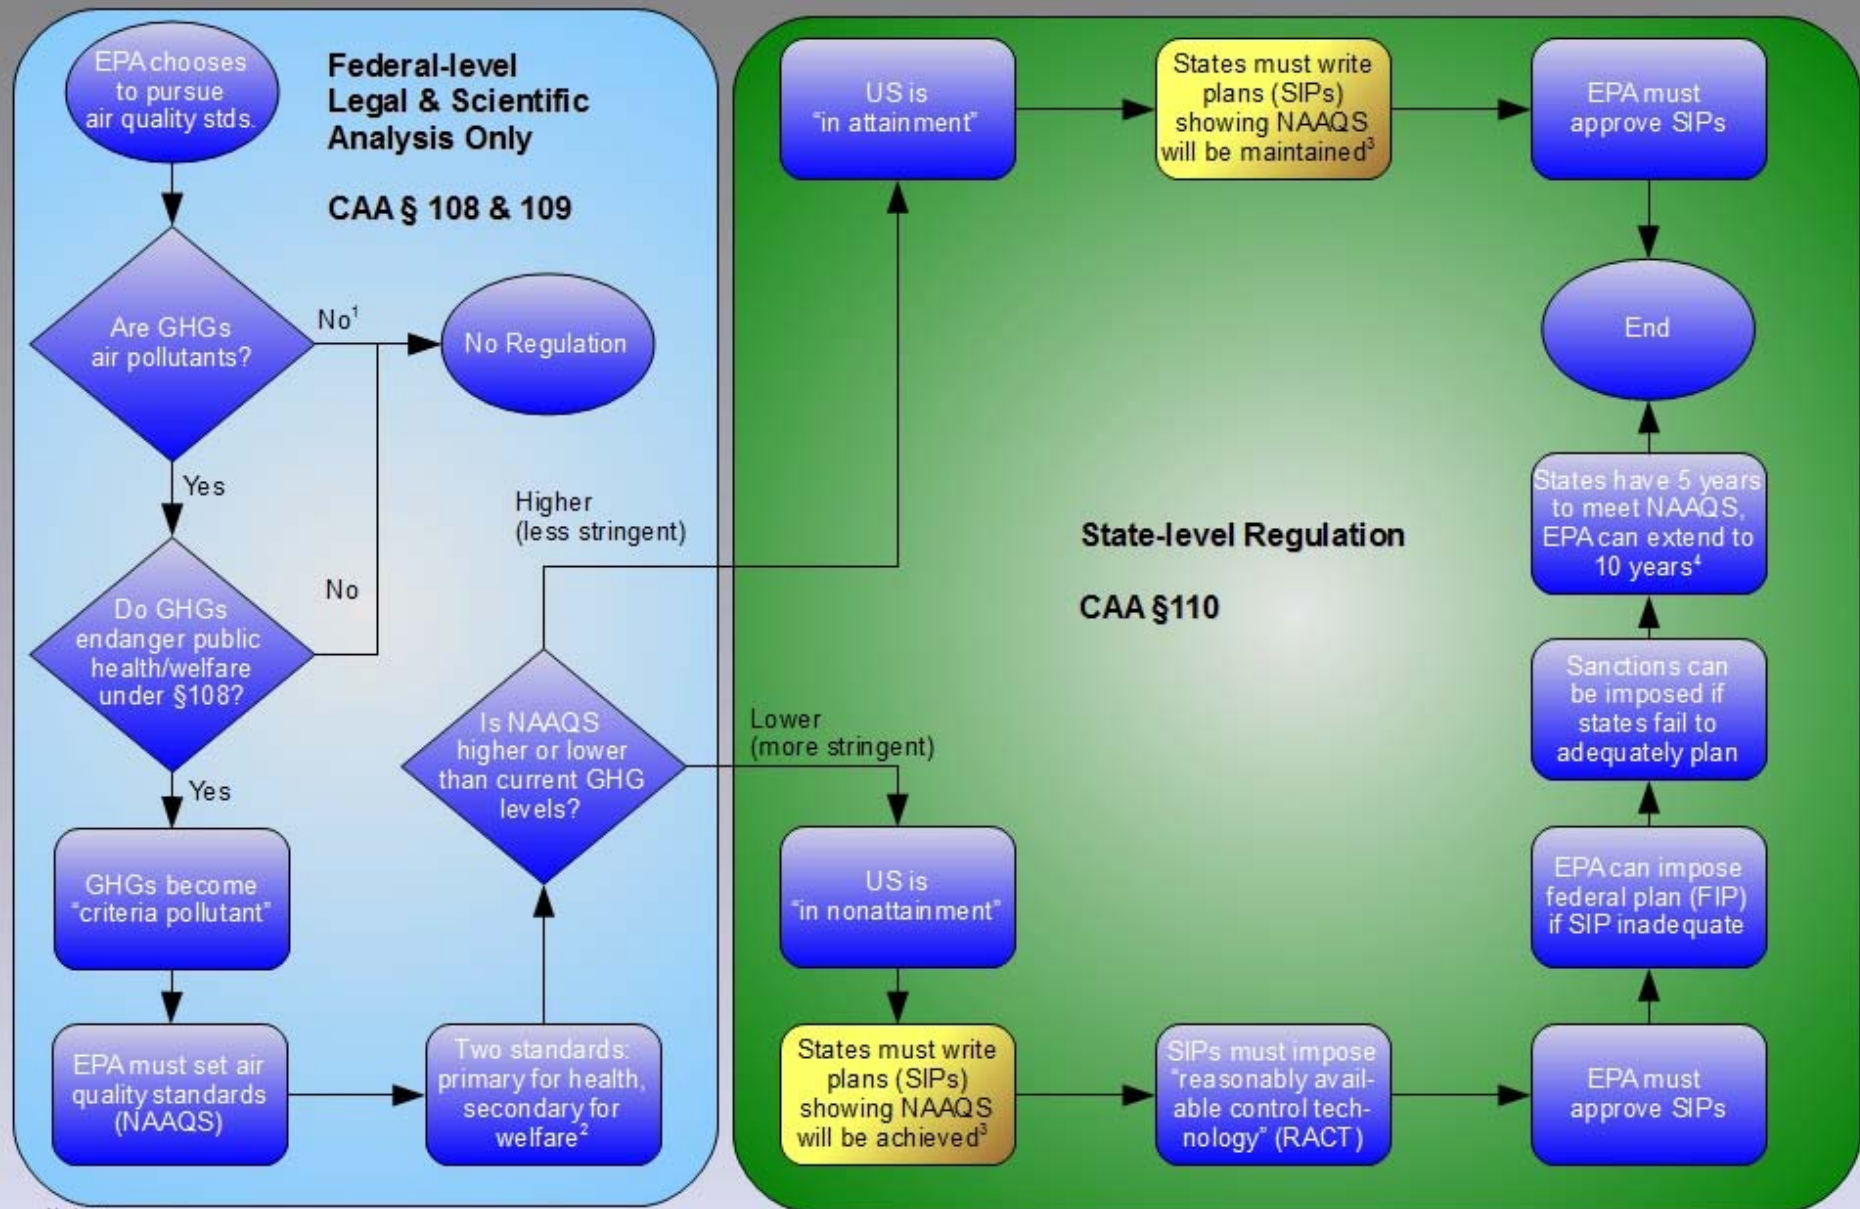 EPA chooses
to pursue
air quality stds.
Federal-level
Legal & Scientific
Analysis Only
CAA § 108 & 109
Are GHGs
air pollutants?
No¹
No Regulation
Yes
Do GHGs
endanger public
health/welfare
under §108?
No
Yes
GHGs become
“criteria pollutant”
EPA must set air
quality standards
(NAAQS)
Two standards:
primary for health,
secondary for
welfare²
Is NAAQS
higher or lower
than current GHG
levels?
Higher
(less stringent)
Lower
(more stringent)
US is
“in attainment”
States must write
plans (SIPs)
showing NAAQS
will be maintained³
EPA must
approve SIPs
End
State-level Regulation
CAA §110
US is
“in nonattainment”
States must write
plans (SIPs)
showing NAAQS
will be achieved³
SIPs must impose
“reasonably avail-
able control tech-
nology” (RACT)
EPA must
approve SIPs
EPA can impose
federal plan (FIP)
if SIP inadequate
Sanctions can
be imposed if
states fail to
adequately plan
States have 5 years
to meet NAAQS,
EPA can extend to
10 years⁴